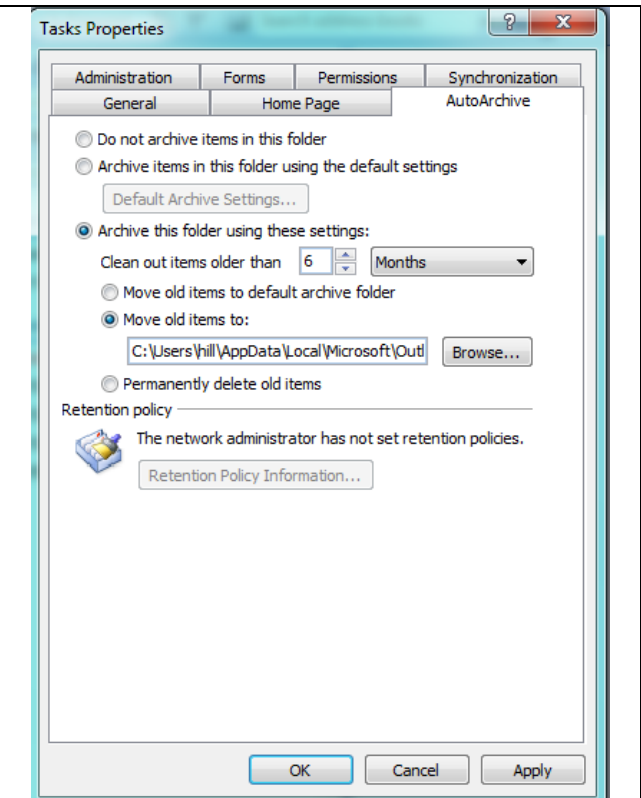 Tasks Properties
Administration Forms Permissions Synchronization
General Home Page AutoArchive
Do not archive items in this folder
Archive items in this folder using the default settings
Default Archive Settings...
Archive this folder using these settings:
Clean out items older than 6 Months
Move old items to default archive folder
Move old items to:
C:\Users\hill\AppData\Local\Microsoft\Outl Browse...
Permanently delete old items
Retention policy
The network administrator has not set retention policies.
Retention Policy Information...
OK Cancel Apply